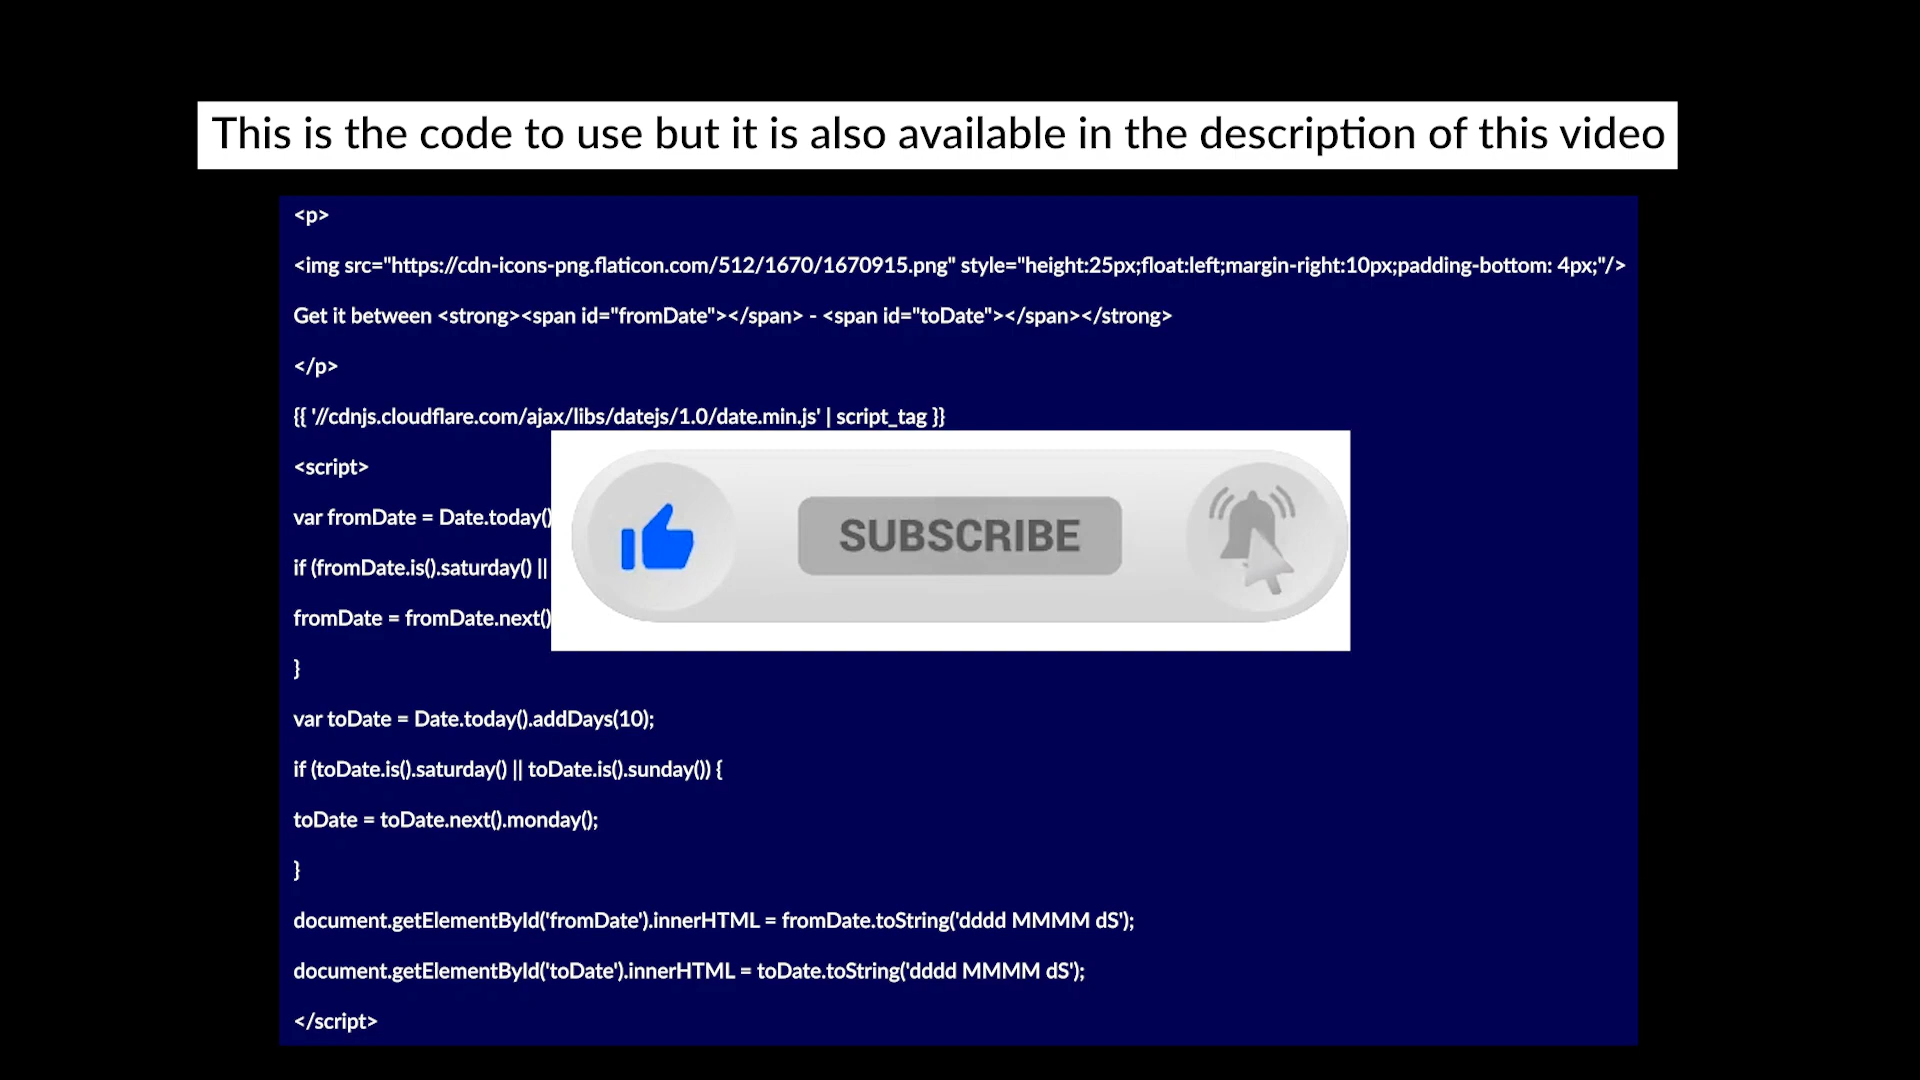 This is the code to use but it is also available in the description of this video
<p>
<img src="https://cdn-icons-png.flaticon.com/512/1670/1670915.png" style="height:25px;float:left;margin-right:10px;padding-bottom: 4px;"/>
Get it between <strong><span id="fromDate"></span> - <span id="toDate"></span></strong>
</p>
{{ '//cdnjs.cloudflare.com/ajax/libs/datejs/1.0/date.min.js' | script_tag }}
<script>
var fromDate = Date.today()
if (fromDate.is().saturday() ||
fromDate = fromDate.next()
SUBSCRIBE
}
var toDate = Date.today().addDays(10);
if (toDate.is().saturday() || toDate.is().sunday()) {
toDate = toDate.next().monday();
}
document.getElementById('fromDate').innerHTML = fromDate.toString('dddd MMMM dS');
document.getElementById('toDate').innerHTML = toDate.toString('dddd MMMM dS');
</script>